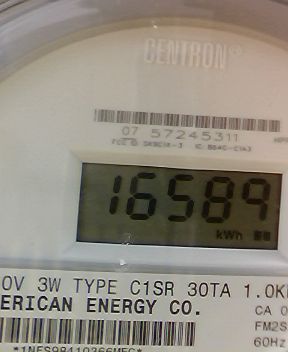 CENTRON®
07 57245311
16589
kWh
0V 3W TYPE C1SR 30TA 1.0K
ERICAN ENERGY CO.
CA 0
FM2S
60Hz